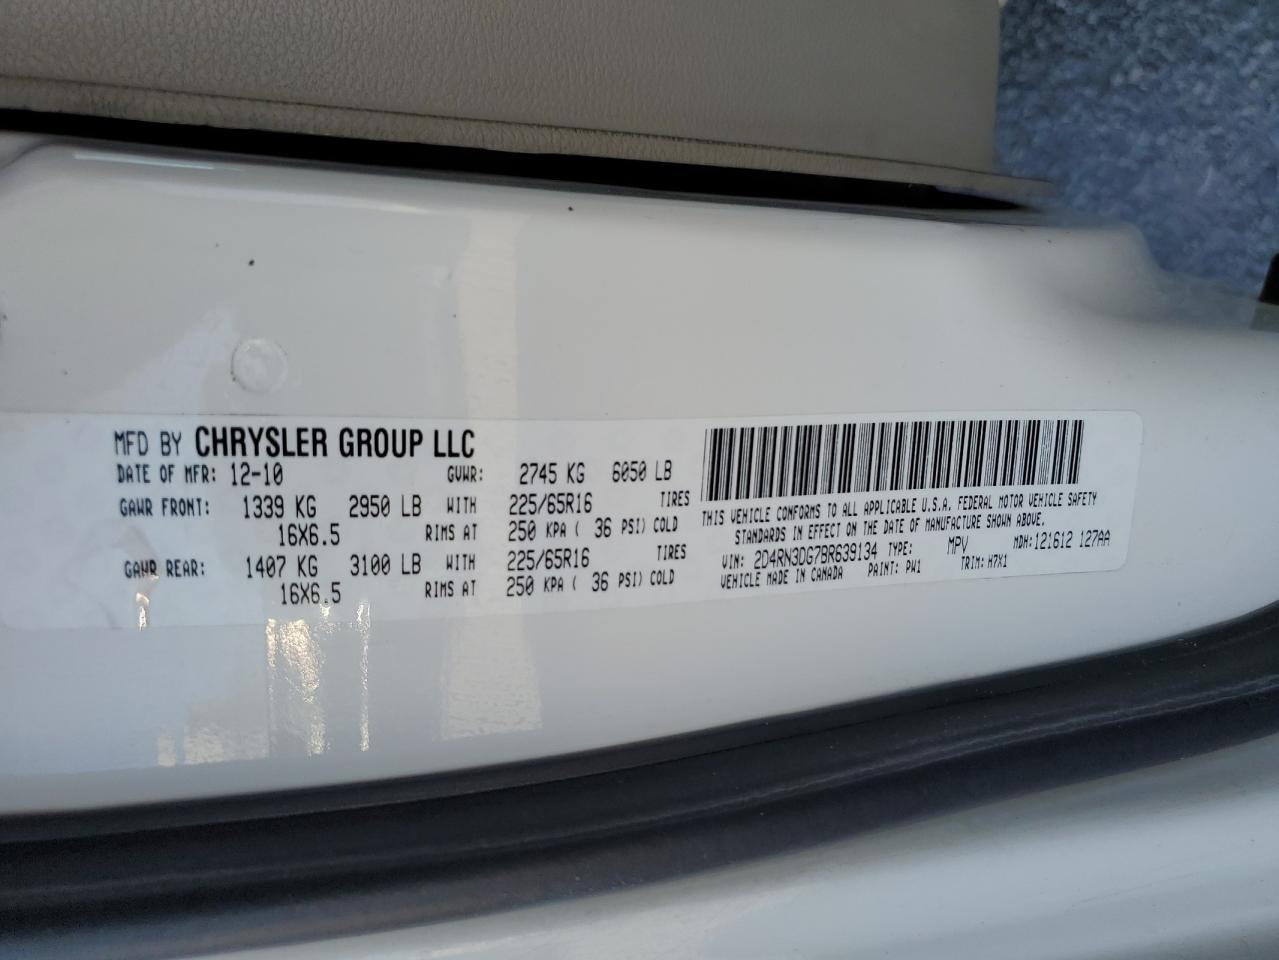 MFD BY CHRYSLER GROUP LLC
DATE OF MFR: 12-10 GVWR: 2745 KG 6050 LB
GAWR FRONT: 1339 KG 2950 LB WITH 225/65R16 TIRES
16X6.5 RIMS AT 250 KPA ( 36 PSI) COLD
GAWR REAR: 1407 KG 3100 LB WITH 225/65R16 TIRES
16X6.5 RIMS AT 250 KPA ( 36 PSI) COLD
THIS VEHICLE CONFORMS TO ALL APPLICABLE U.S.A. FEDERAL MOTOR VEHICLE SAFETY
STANDARDS IN EFFECT ON THE DATE OF MANUFACTURE SHOWN ABOVE.
VIN: 2D4RN3DG7BR639134 TYPE: MPV MDH:121612 127AA
VEHICLE MADE IN CANADA PAINT: PW1 TRIM: H7X1